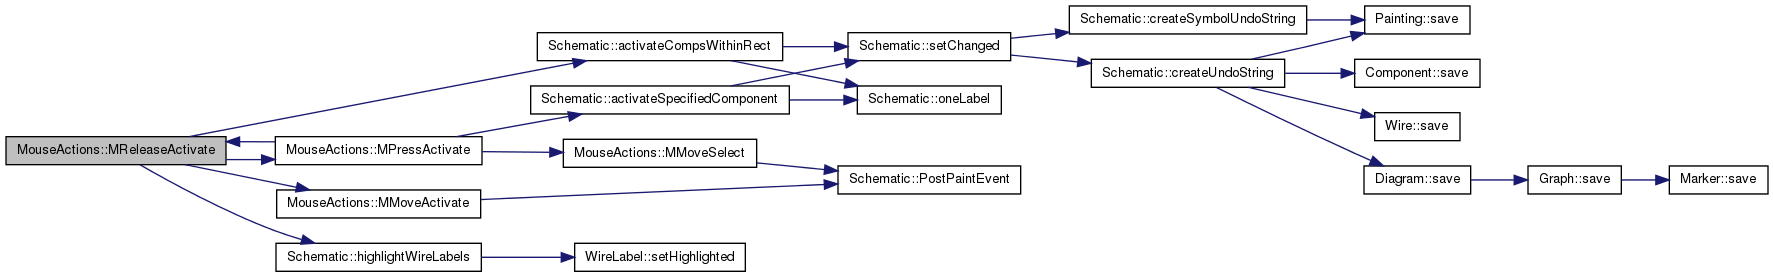 MouseActions::MReleaseActivate
Schematic::activateCompsWithinRect
Schematic::activateSpecifiedComponent
MouseActions::MPressActivate
MouseActions::MMoveSelect
MouseActions::MMoveActivate
Schematic::highlightWireLabels
WireLabel::setHighlighted
Schematic::setChanged
Schematic::oneLabel
Schematic::PostPaintEvent
Schematic::createSymbolUndoString
Schematic::createUndoString
Painting::save
Component::save
Wire::save
Diagram::save
Graph::save
Marker::save